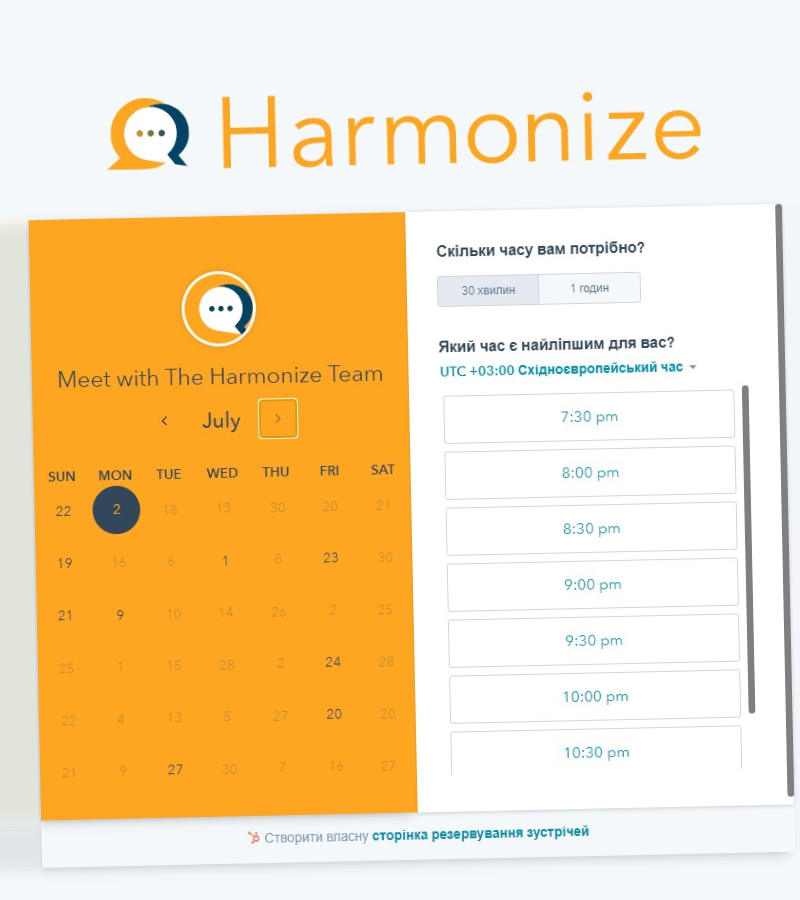 Harmonize
Meet with The Harmonize Team
July
SUN MON TUE WED THU FRI SAT
22 2 18 13 30 20 21
19 16 6 1 8 23 30
21 9 10 14 26 2 25
25 1 15 28 2 24 28
22 4 13 5 27 20 20
21 9 27 30 7 16 27
Скільки часу вам потрібно?
30 хвилин 1 годин
Який час є найліпшим для вас?
UTC +03:00 Східноєвропейський час
7:30 pm
8:00 pm
8:30 pm
9:00 pm
9:30 pm
10:00 pm
10:30 pm
Створити власну сторінка резервування зустрічей